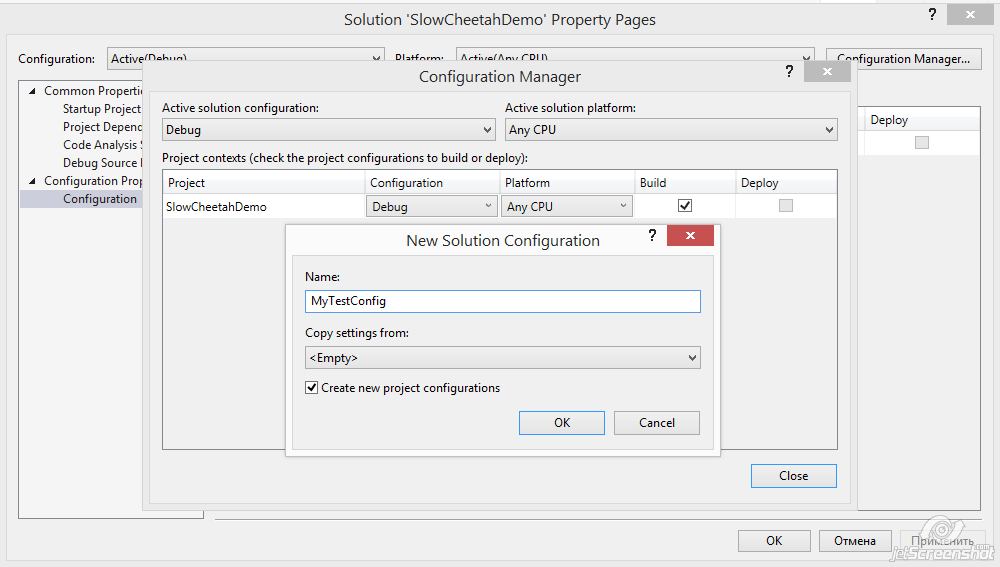 Solution 'SlowCheetahDemo' Property Pages
?
Configuration: Active(Debug) Platform: Active(Any CPU) Configuration Manager...
Configuration Manager
?
Common Properti
Startup Project
Project Depend
Code Analysis S
Debug Source
Configuration Prop
Configuration
Active solution configuration: Active solution platform:
Debug Any CPU
Project contexts (check the project configurations to build or deploy):
Project Configuration Platform Build Deploy
SlowCheetahDemo Debug Any CPU
Deploy
New Solution Configuration
?
Name:
MyTestConfig
Copy settings from:
<Empty>
Create new project configurations
OK Cancel
Close
OK Отмена Применить
jetScreenshot.com